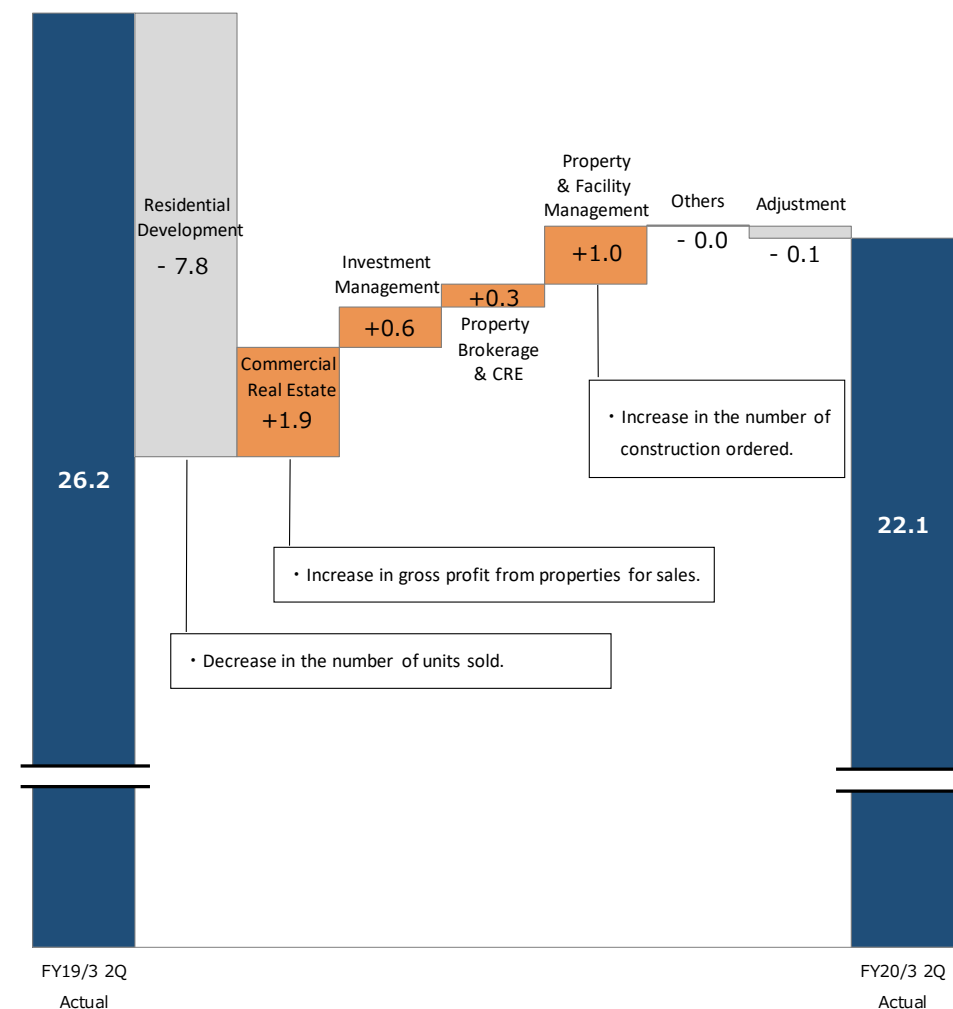 Residential
Development
- 7.8
Commercial
Real Estate
+1.9
Investment
Management
+0.6
+0.3
Property
Brokerage
& CRE
Property
& Facility
Management
+1.0
Others
- 0.0
Adjustment
- 0.1
26.2
22.1
・Increase in the number of
construction ordered.
・Increase in gross profit from properties for sales.
・Decrease in the number of units sold.
FY19/3 2Q
Actual
FY20/3 2Q
Actual